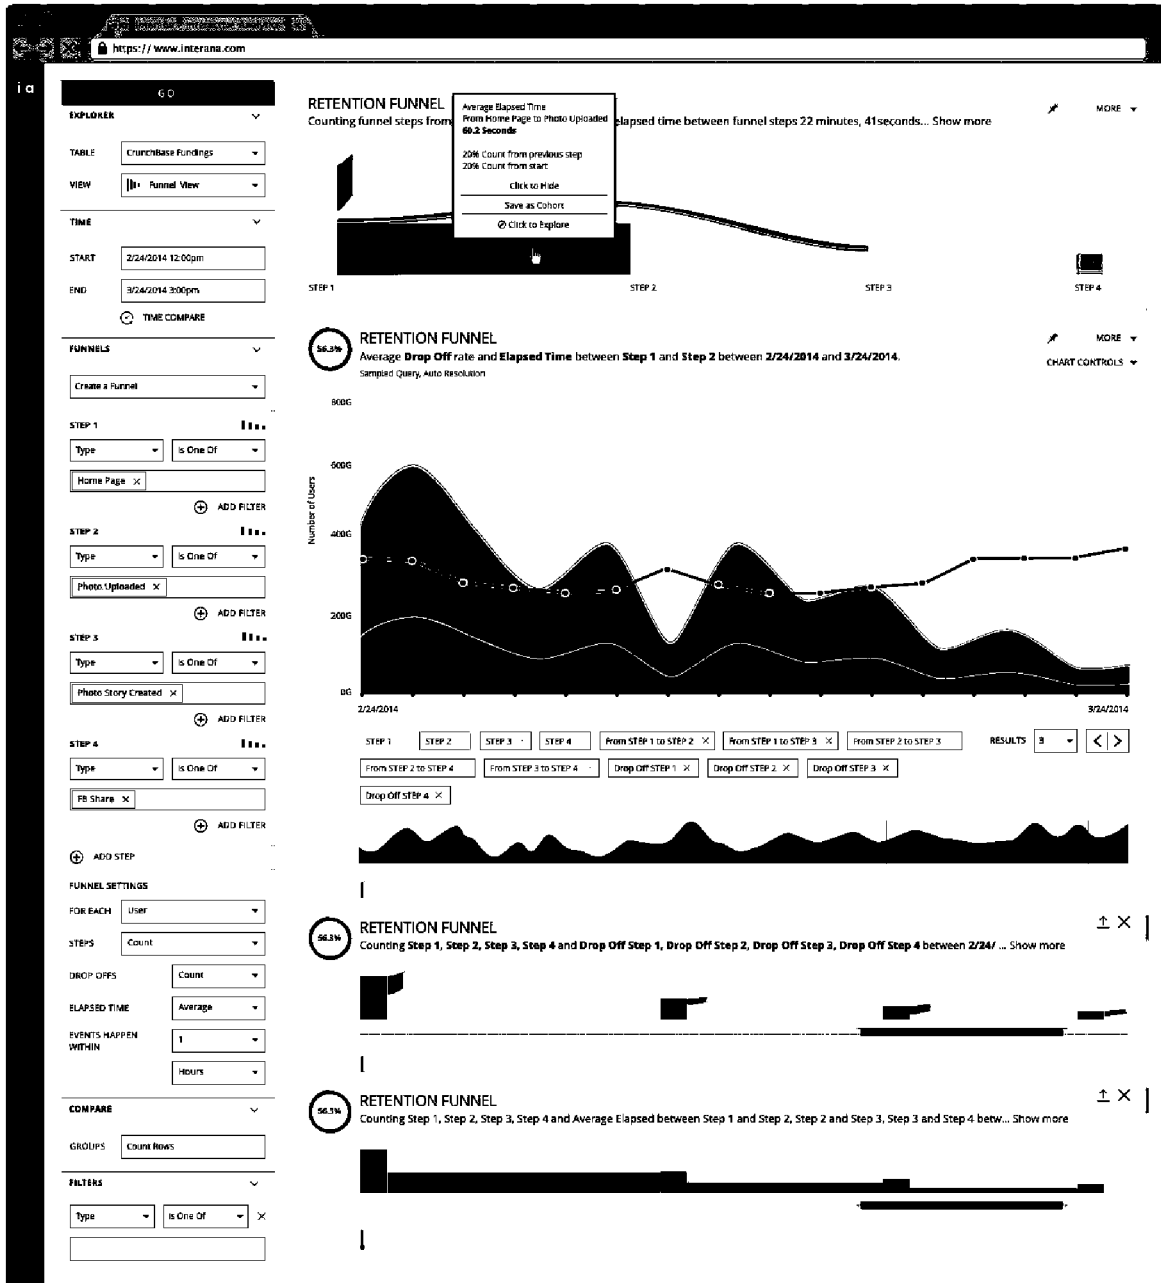 https://www.interana.com
ia
GO
EXPLORER
TABLE CrunchBase Fundings
VIEW Funnel View
TIME
START 2/24/2014 12:00pm
END 3/24/2014 3:00pm
TIME COMPARE
FUNNELS
Create a Funnel
STEP 1
Type Is One Of
Home Page ×
ADD FILTER
STEP 2
Type Is One Of
Photo Uploaded ×
ADD FILTER
STEP 3
Type Is One Of
Photo Story Created ×
ADD FILTER
STEP 4
Type Is One Of
FB Share ×
ADD FILTER
ADD STEP
FUNNEL SETTINGS
FOR EACH User
STEPS Count
DROP OFFS Count
ELAPSED TIME Average
EVENTS HAPPEN
WITHIN 1
Hours
COMPARE
GROUPS Count Rows
FILTERS
Type Is One Of ×
RETENTION FUNNEL
MORE
Counting funnel steps from
elapsed time between funnel steps 22 minutes, 41seconds... Show more
Average Elapsed Time
From Home Page to Photo Uploaded
60.2 Seconds
20% Count from previous step
20% Count from start
Click to Hide
Save as Cohort
Click to Explore
STEP 1 STEP 2 STEP 3 STEP 4
56.3%
RETENTION FUNNEL
MORE
Average Drop Off rate and Elapsed Time between Step 1 and Step 2 between 2/24/2014 and 3/24/2014.
CHART CONTROLS
Sampled Query, Auto Resolution
800G
600G
400G
200G
0G
Number of Users
2/24/2014 3/24/2014
STEP 1 STEP 2 STEP 3 STEP 4 From STEP 1 to STEP 2 × From STEP 1 to STEP 3 × From STEP 2 to STEP 3 RESULTS 3
From STEP 2 to STEP 4 From STEP 3 to STEP 4 Drop Off STEP 1 × Drop Off STEP 2 × Drop Off STEP 3 ×
Drop Off STEP 4 ×
56.3%
RETENTION FUNNEL
Counting Step 1, Step 2, Step 3, Step 4 and Drop Off Step 1, Drop Off Step 2, Drop Off Step 3, Drop Off Step 4 between 2/24/ ... Show more
56.3%
RETENTION FUNNEL
Counting Step 1, Step 2, Step 3, Step 4 and Average Elapsed between Step 1 and Step 2, Step 2 and Step 3, Step 3 and Step 4 betw... Show more